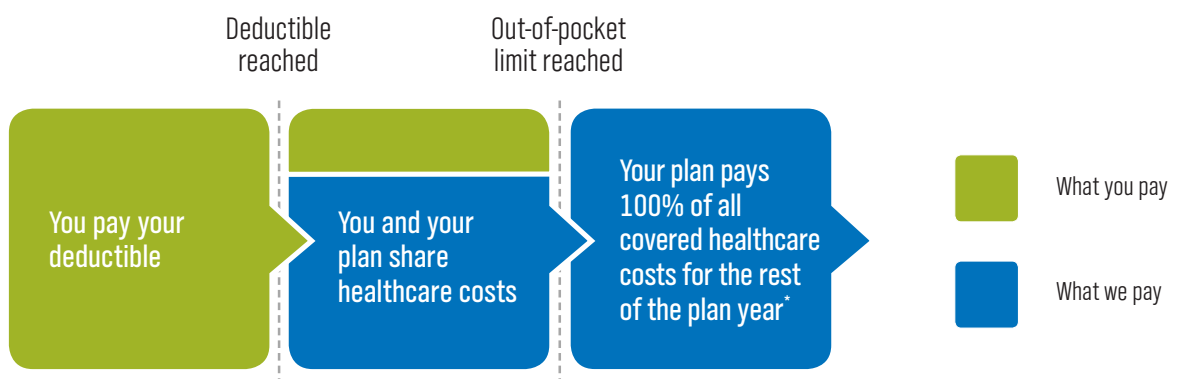 Deductible
reached
Out-of-pocket
limit reached
You pay your
deductible
You and your
plan share
healthcare costs
Your plan pays
100% of all
covered healthcare
costs for the rest
of the plan year*
What you pay
What we pay